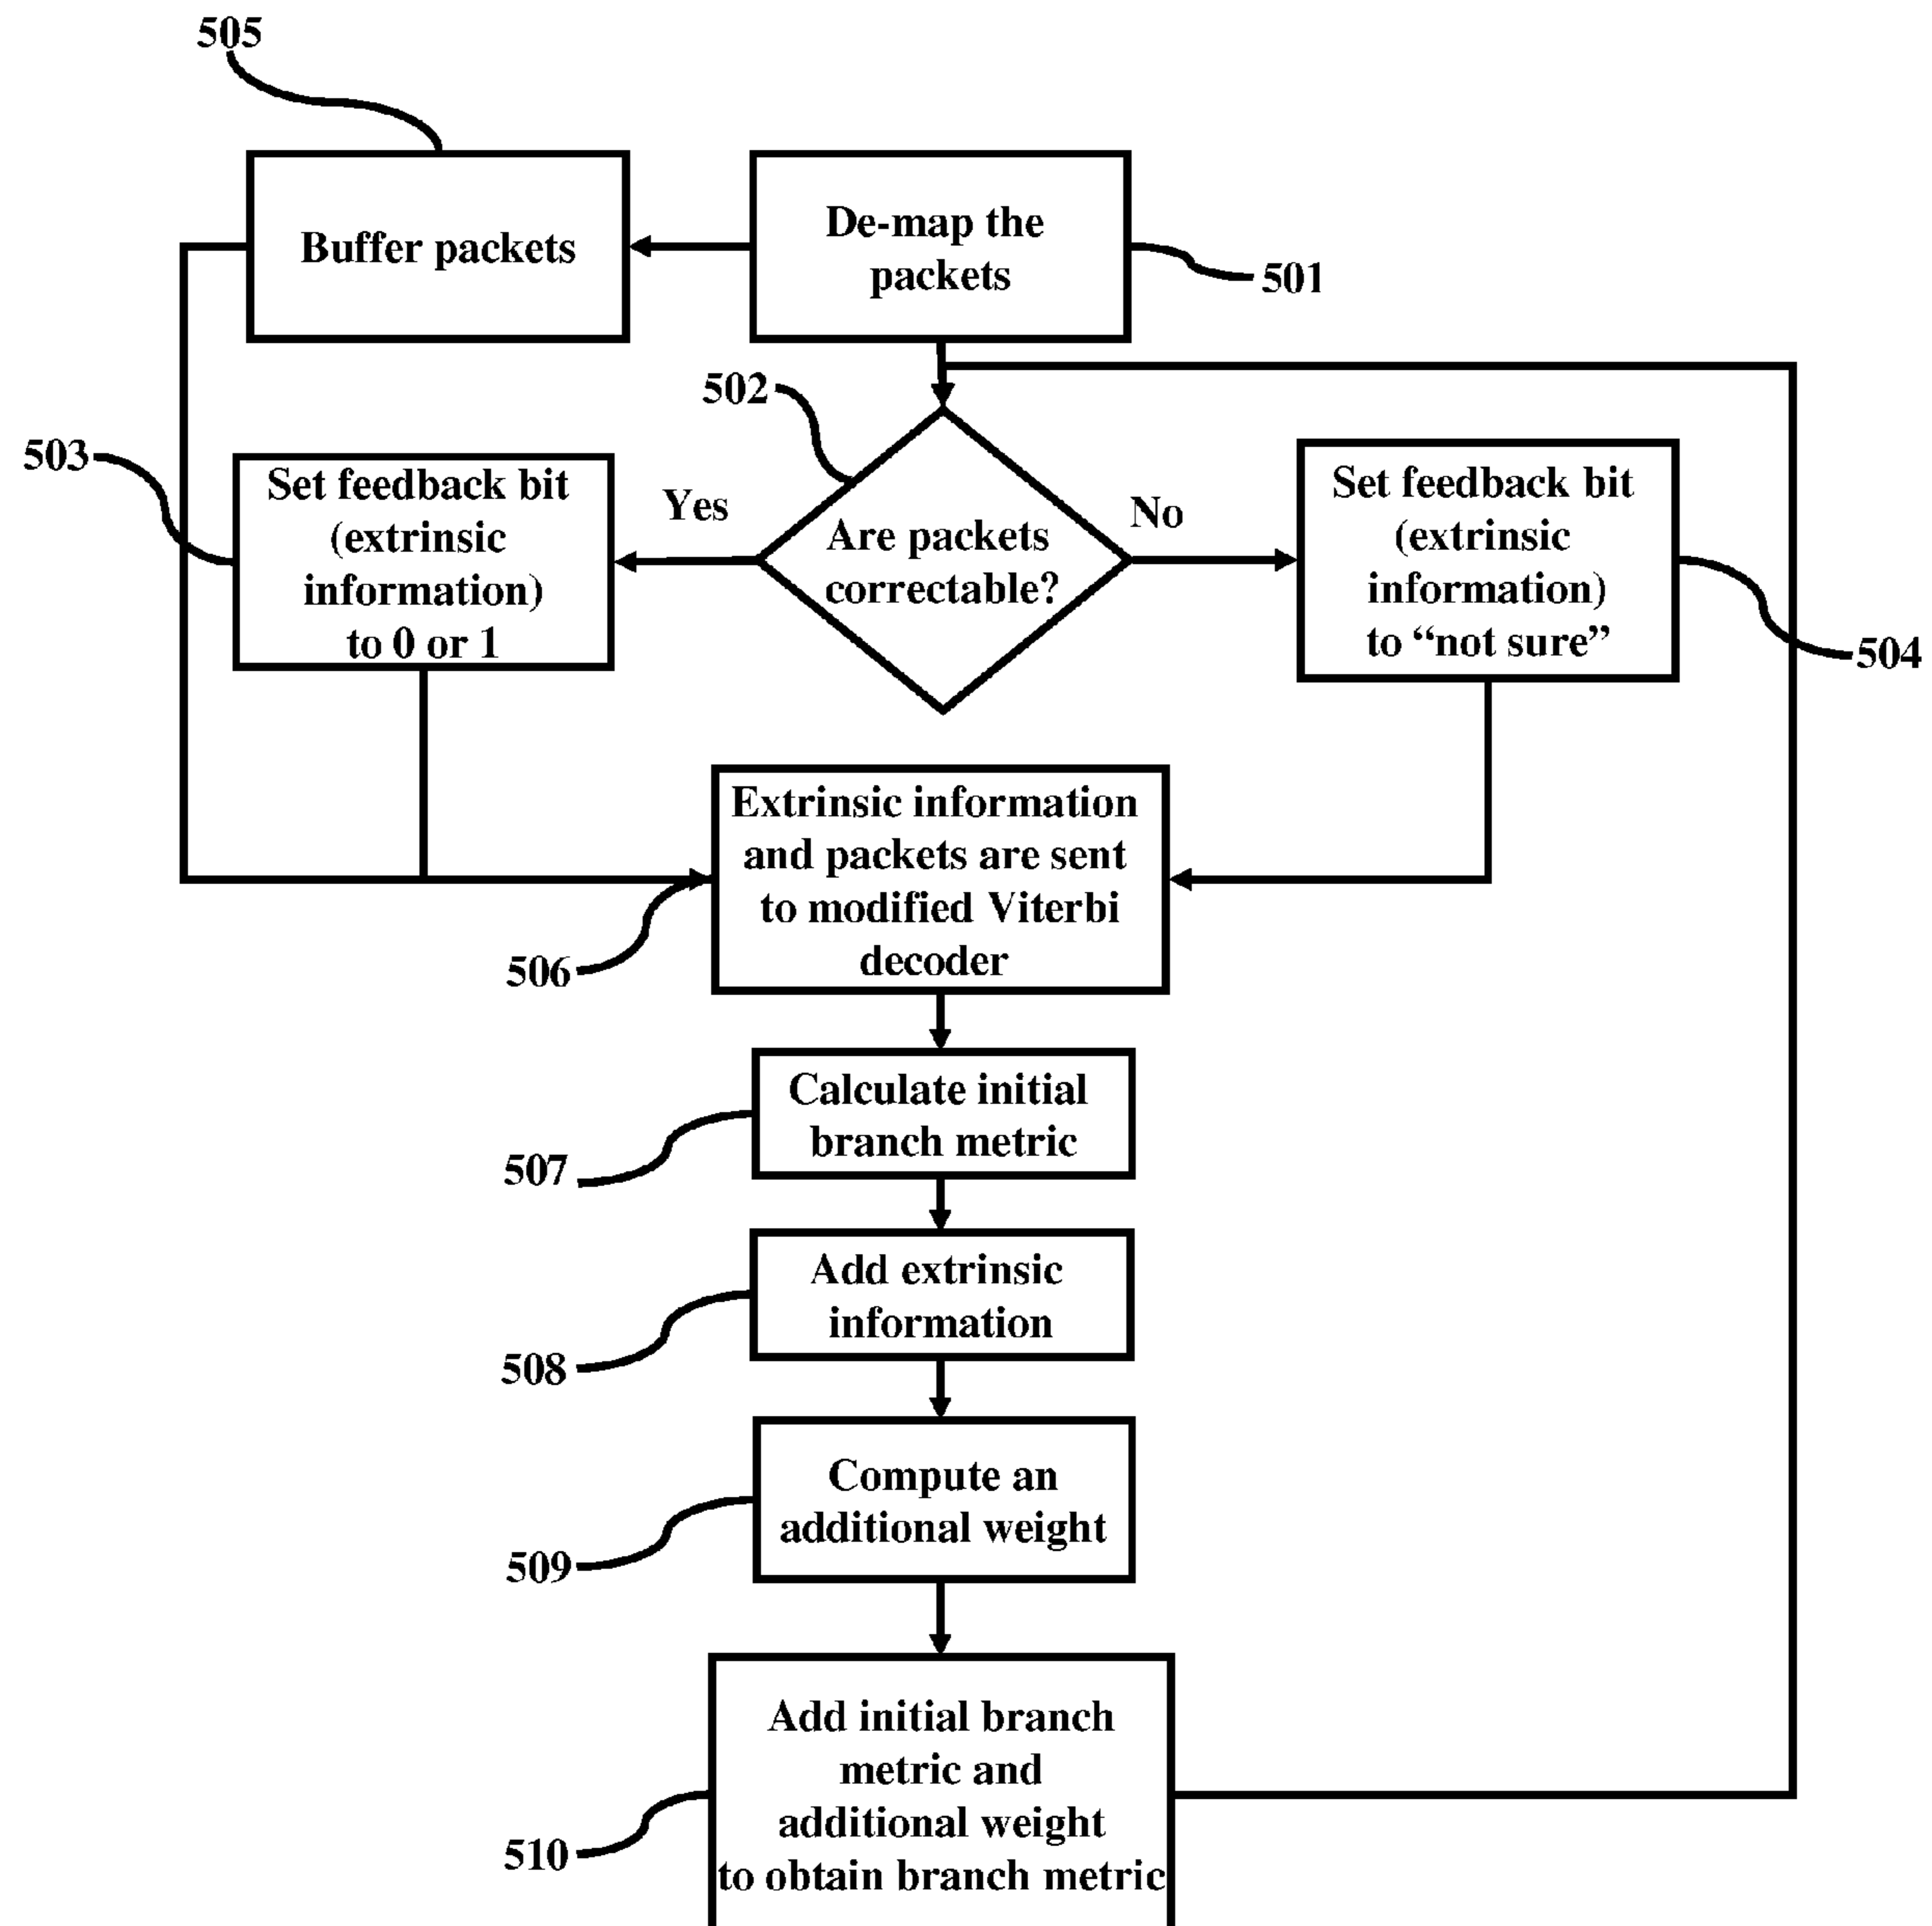 505
Buffer packets
De-map the
packets
501
502
503
Set feedback bit
(extrinsic
information)
to 0 or 1
Yes
Are packets
correctable?
No
Set feedback bit
(extrinsic
information)
to “not sure”
504
Extrinsic information
and packets are sent
to modified Viterbi
decoder
506
Calculate initial
branch metric
507
Add extrinsic
information
508
Compute an
additional weight
509
Add initial branch
metric and
additional weight
to obtain branch metric
510